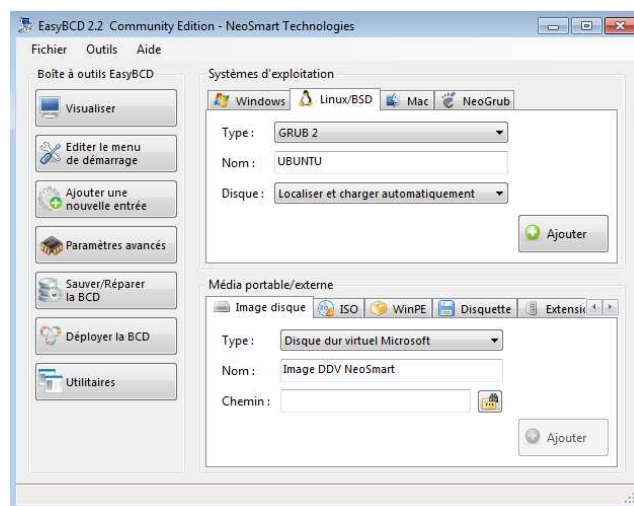 EasyBCD 2.2 Community Edition - NeoSmart Technologies
Fichier Outils Aide
Boîte à outils EasyBCD
Visualiser
Editer le menu
de démarrage
Ajouter une
nouvelle entrée
Paramètres avancés
Sauver/Réparer
la BCD
Déployer la BCD
Utilitaires
Systèmes d'exploitation
Windows Linux/BSD Mac NeoGrub
Type : GRUB 2
Nom : UBUNTU
Disque : Localiser et charger automatiquement
Ajouter
Média portable/externe
Image disque ISO WinPE Disquette
Type : Disque dur virtuel Microsoft
Nom : Image DDV NeoSmart
Chemin :
Ajouter